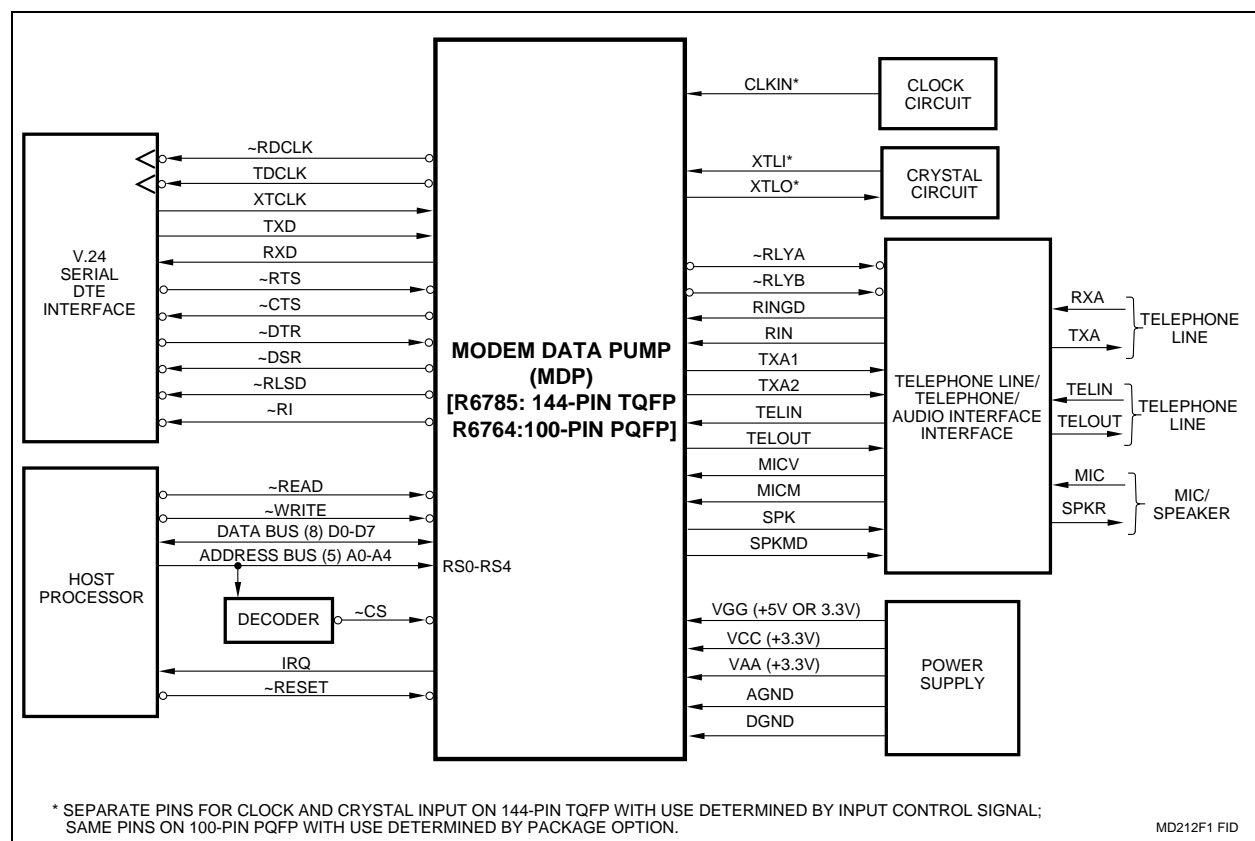 CLKIN*
CLOCK
CIRCUIT
XTLI*
XTLO*
CRYSTAL
CIRCUIT
V.24
SERIAL
DTE
INTERFACE
~RDCLK
TDCLK
XTCLK
TXD
RXD
~RTS
~CTS
~DTR
~DSR
~RLSD
~RI
MODEM DATA PUMP
(MDP)
[R6785: 144-PIN TQFP
R6764:100-PIN PQFP]
~RLYA
~RLYB
RINGD
RIN
TXA1
TXA2
TELIN
TELOUT
MICV
MICM
SPK
SPKMD
TELEPHONE LINE/
TELEPHONE/
AUDIO INTERFACE
INTERFACE
RXA
TXA
TELEPHONE
LINE
TELIN
TELOUT
TELEPHONE
LINE
MIC
SPKR
MIC/
SPEAKER
HOST
PROCESSOR
~READ
~WRITE
DATA BUS (8) D0-D7
ADDRESS BUS (5) A0-A4
RS0-RS4
DECODER
~CS
IRQ
~RESET
VGG (+5V OR 3.3V)
VCC (+3.3V)
VAA (+3.3V)
AGND
DGND
POWER
SUPPLY
* SEPARATE PINS FOR CLOCK AND CRYSTAL INPUT ON 144-PIN TQFP WITH USE DETERMINED BY INPUT CONTROL SIGNAL;
SAME PINS ON 100-PIN PQFP WITH USE DETERMINED BY PACKAGE OPTION.
MD212F1 FID